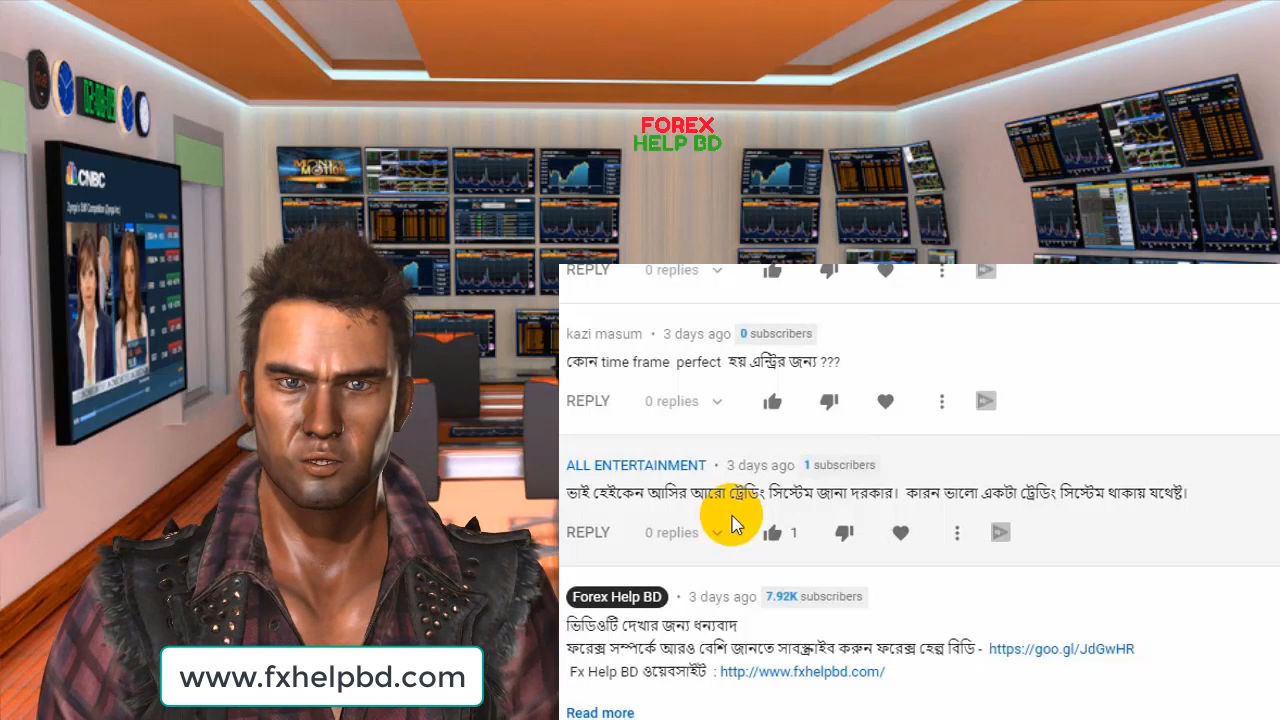 FOREX
HELP BD
CNBC
REPLY 0 replies
kazi masum • 3 days ago 0 subscribers
কোন time frame perfect হয় এন্ট্রির জন্য ???
REPLY 0 replies
ALL ENTERTAINMENT • 3 days ago 1 subscribers
ভাই হেইকেন আসির আরো ট্রেডিং সিস্টেম জানা দরকার। কারন ভালো একটা ট্রেডিং সিস্টেম থাকায় যথেষ্ট।
REPLY 0 replies 1
Forex Help BD • 3 days ago 7.92K subscribers
ভিডিওটি দেখার জন্য ধন্যবাদ
ফরেক্স সম্পর্কে আরও বেশি জানতে সাবস্ক্রাইব করুন ফরেক্স হেল্প বিডি - https://goo.gl/JdGwHR
Fx Help BD ওয়েবসাইট : http://www.fxhelpbd.com/
Read more
www.fxhelpbd.com